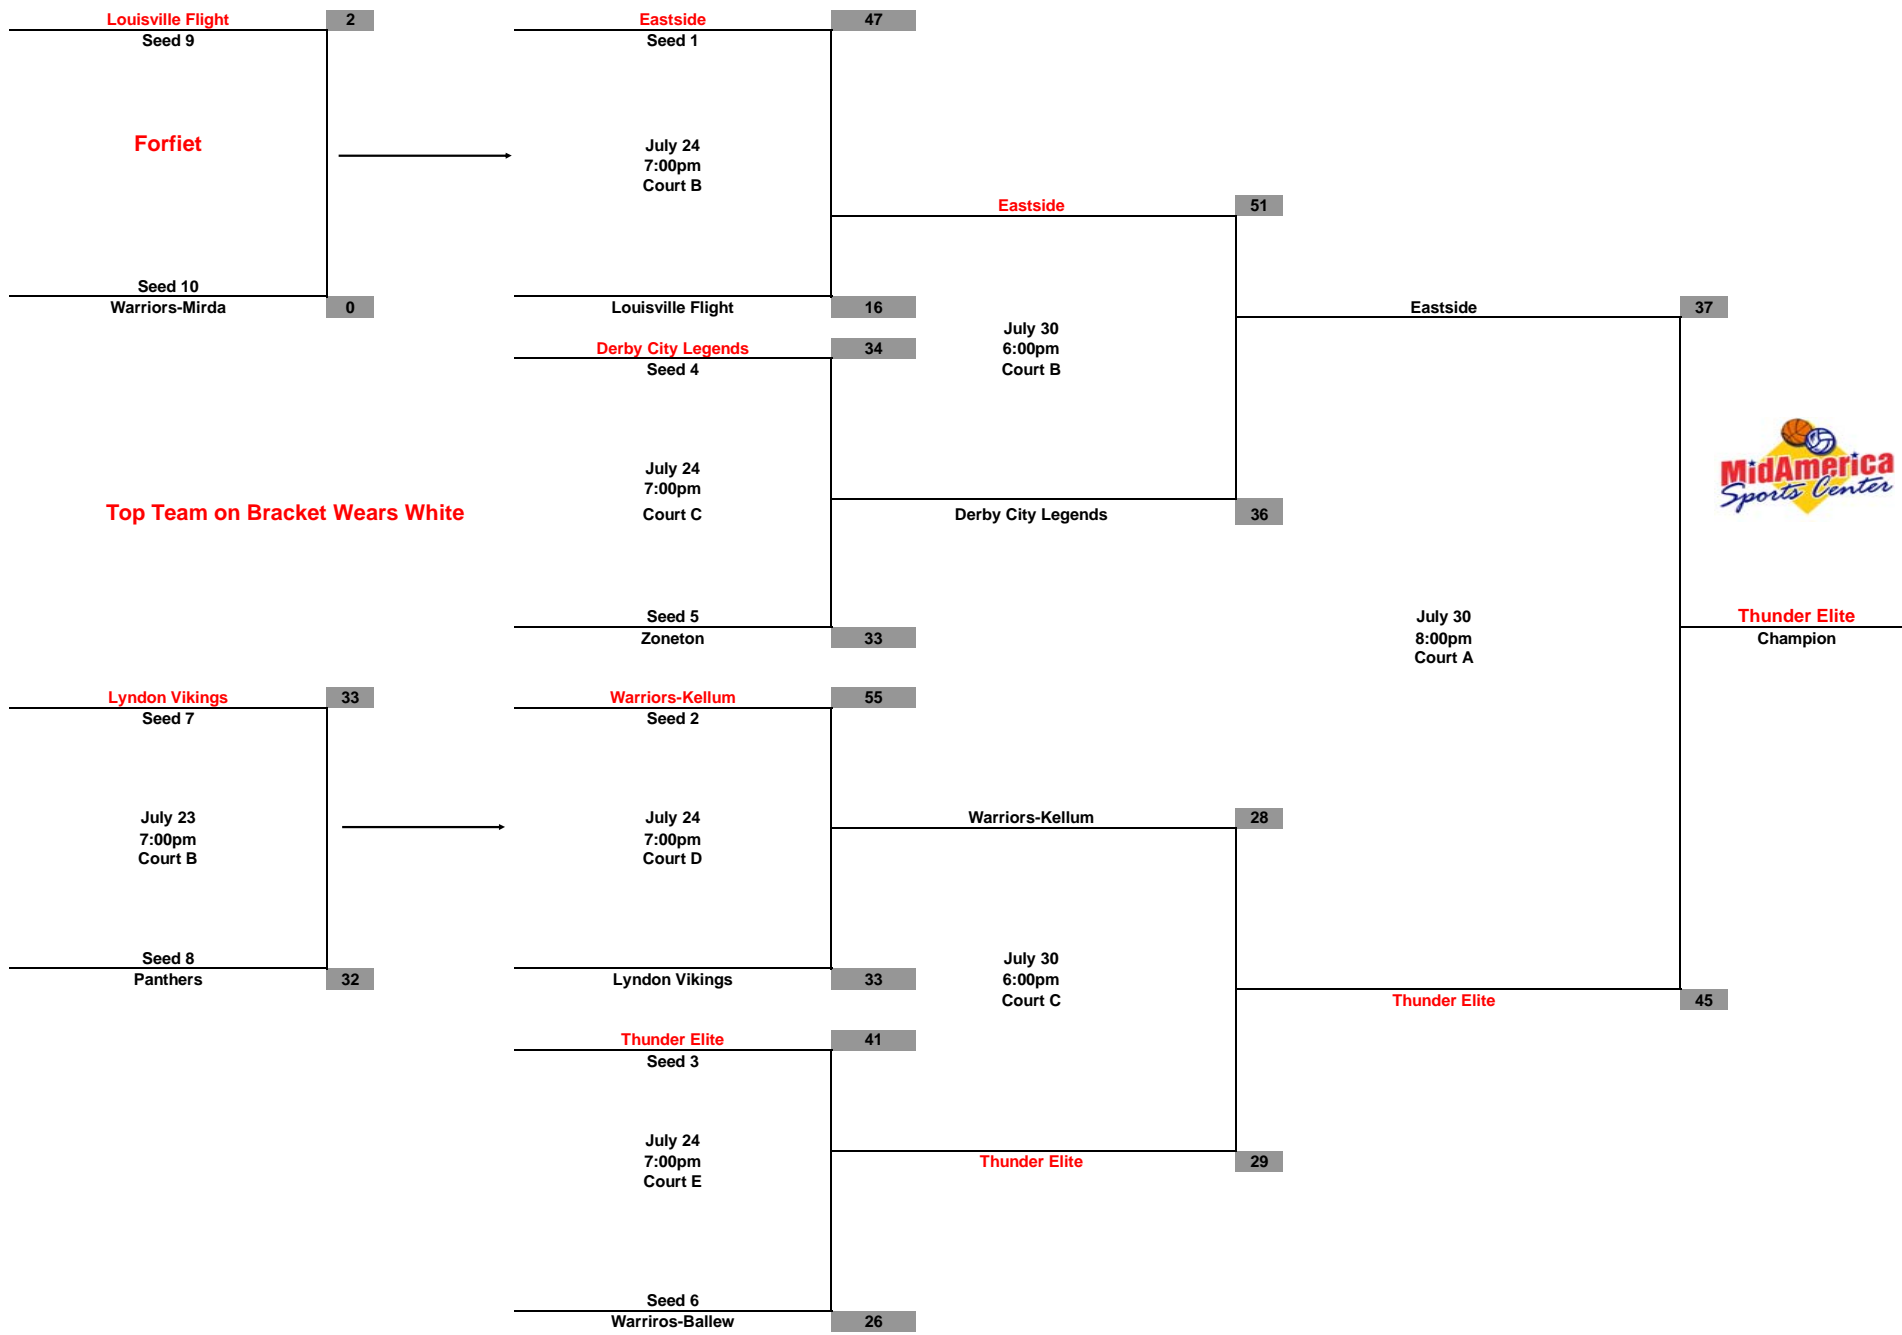 Louisville Flight 2
Seed 9
Forfiet
Seed 10
Warriors-Mirda 0
Eastside 47
Seed 1
July 24
7:00pm
Court B
Louisville Flight 16
Derby City Legends 34
Seed 4
July 24
7:00pm
Court C
Seed 5
Zoneton 33
Top Team on Bracket Wears White
Lyndon Vikings 33
Seed 7
July 23
7:00pm
Court B
Seed 8
Panthers 32
Warriors-Kellum 55
Seed 2
July 24
7:00pm
Court D
Lyndon Vikings 33
Thunder Elite 41
Seed 3
July 24
7:00pm
Court E
Seed 6
Warriros-Ballew 26
Eastside 51
July 30
6:00pm
Court B
Derby City Legends 36
Warriors-Kellum 28
July 30
6:00pm
Court C
Thunder Elite 29
Eastside 37
July 30
8:00pm
Court A
Thunder Elite 45
MidAmerica
Sports Center
Thunder Elite
Champion